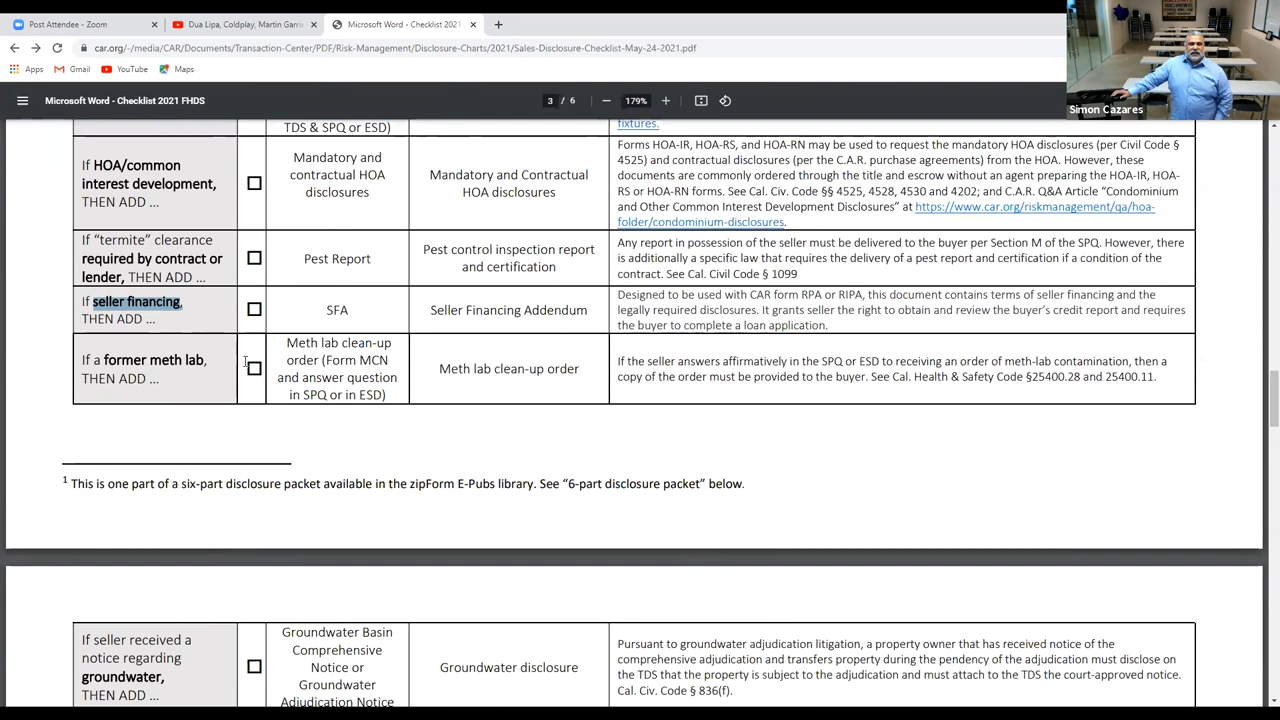 Post Attendee - Zoom
Dua Lipa, Coldplay, Martin Garri
Microsoft Word - Checklist 2021
car.org/-/media/CAR/Documents/Transaction-Center/PDF/Risk-Management/Disclosure-Charts/2021/Sales-Disclosure-Checklist-May-24-2021.pdf
Apps
Gmail
YouTube
Maps
Simon Cazares
Microsoft Word - Checklist 2021 FHDS
3 / 6
179%
TDS & SPQ or ESD)
fixtures.
If HOA/common
interest development,
THEN ADD ...
Mandatory and
contractual HOA
disclosures
Mandatory and Contractual
HOA disclosures
Forms HOA-IR, HOA-RS, and HOA-RN may be used to request the mandatory HOA disclosures (per Civil Code §
4525) and contractual disclosures (per the C.A.R. purchase agreements) from the HOA. However, these
documents are commonly ordered through the title and escrow without an agent preparing the HOA-IR, HOA-
RS or HOA-RN forms. See Cal. Civ. Code §§ 4525, 4528, 4530 and 4202; and C.A.R. Q&A Article “Condominium
and Other Common Interest Development Disclosures” at https://www.car.org/riskmanagement/qa/hoa-
folder/condominium-disclosures.
If “termite” clearance
required by contract or
lender, THEN ADD ...
Pest Report
Pest control inspection report
and certification
Any report in possession of the seller must be delivered to the buyer per Section M of the SPQ. However, there
is additionally a specific law that requires the delivery of a pest report and certification if a condition of the
contract. See Cal. Civil Code § 1099
If seller financing,
THEN ADD ...
SFA
Seller Financing Addendum
Designed to be used with CAR form RPA or RIPA, this document contains terms of seller financing and the
legally required disclosures. It grants seller the right to obtain and review the buyer’s credit report and requires
the buyer to complete a loan application.
If a former meth lab,
THEN ADD ...
Meth lab clean-up
order (Form MCN
and answer question
in SPQ or in ESD)
Meth lab clean-up order
If the seller answers affirmatively in the SPQ or ESD to receiving an order of meth-lab contamination, then a
copy of the order must be provided to the buyer. See Cal. Health & Safety Code §25400.28 and 25400.11.
1 This is one part of a six-part disclosure packet available in the zipForm E-Pubs library. See “6-part disclosure packet” below.
If seller received a
notice regarding
groundwater,
THEN ADD ...
Groundwater Basin
Comprehensive
Notice or
Groundwater
Adjudication Notice
Groundwater disclosure
Pursuant to groundwater adjudication litigation, a property owner that has received notice of the
comprehensive adjudication and transfers property during the pendency of the adjudication must disclose on
the TDS that the property is subject to the adjudication and must attach to the TDS the court-approved notice.
Cal. Civ. Code § 836(f).